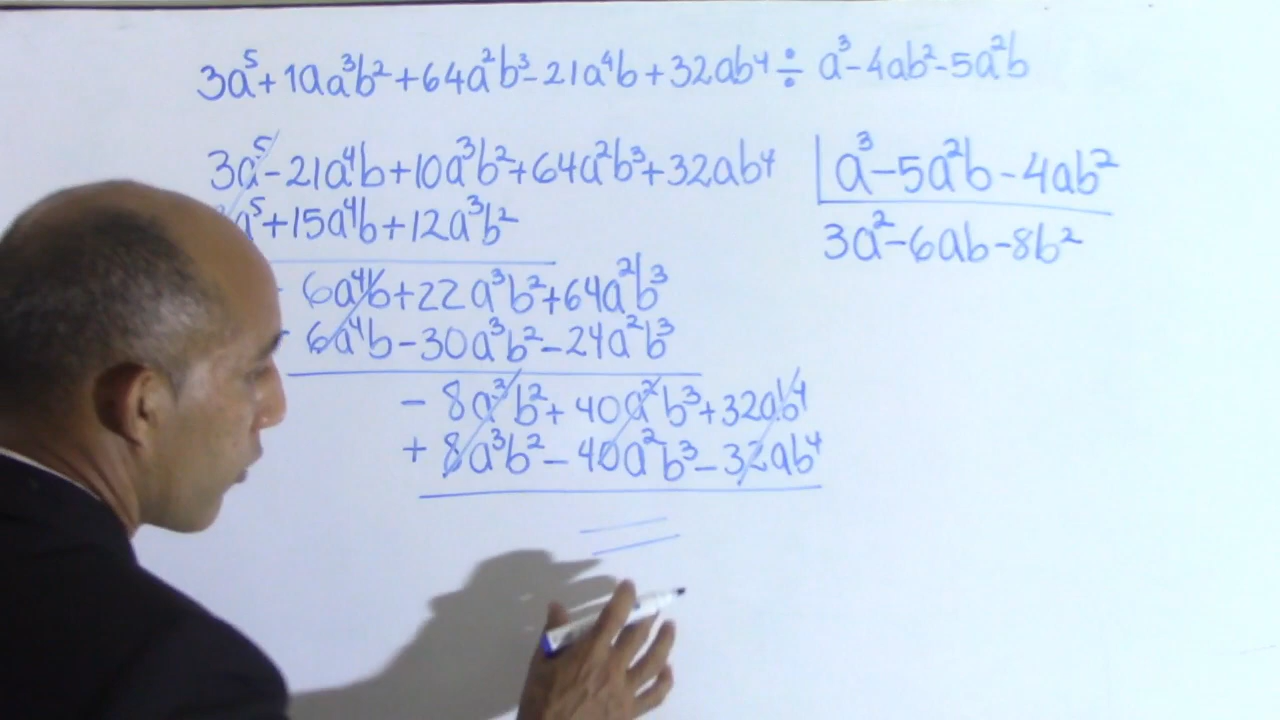 3a⁵+1aa³b²+64a²b³-21a⁴b+32ab⁴÷a³-4ab²-5a²b
3a⁵-21a⁴b+10a³b²+64a²b³+32ab⁴ a³-5a²b-4ab²
a⁵+15a⁴b+12a³b² 3a²-6ab-8b²
- 6a⁴b+22a³b²+64a²b³
6a⁴b-30a³b²-24a²b³
- 8a³b²+40a²b³+32ab⁴
+ 8a³b²-40a²b³-32ab⁴